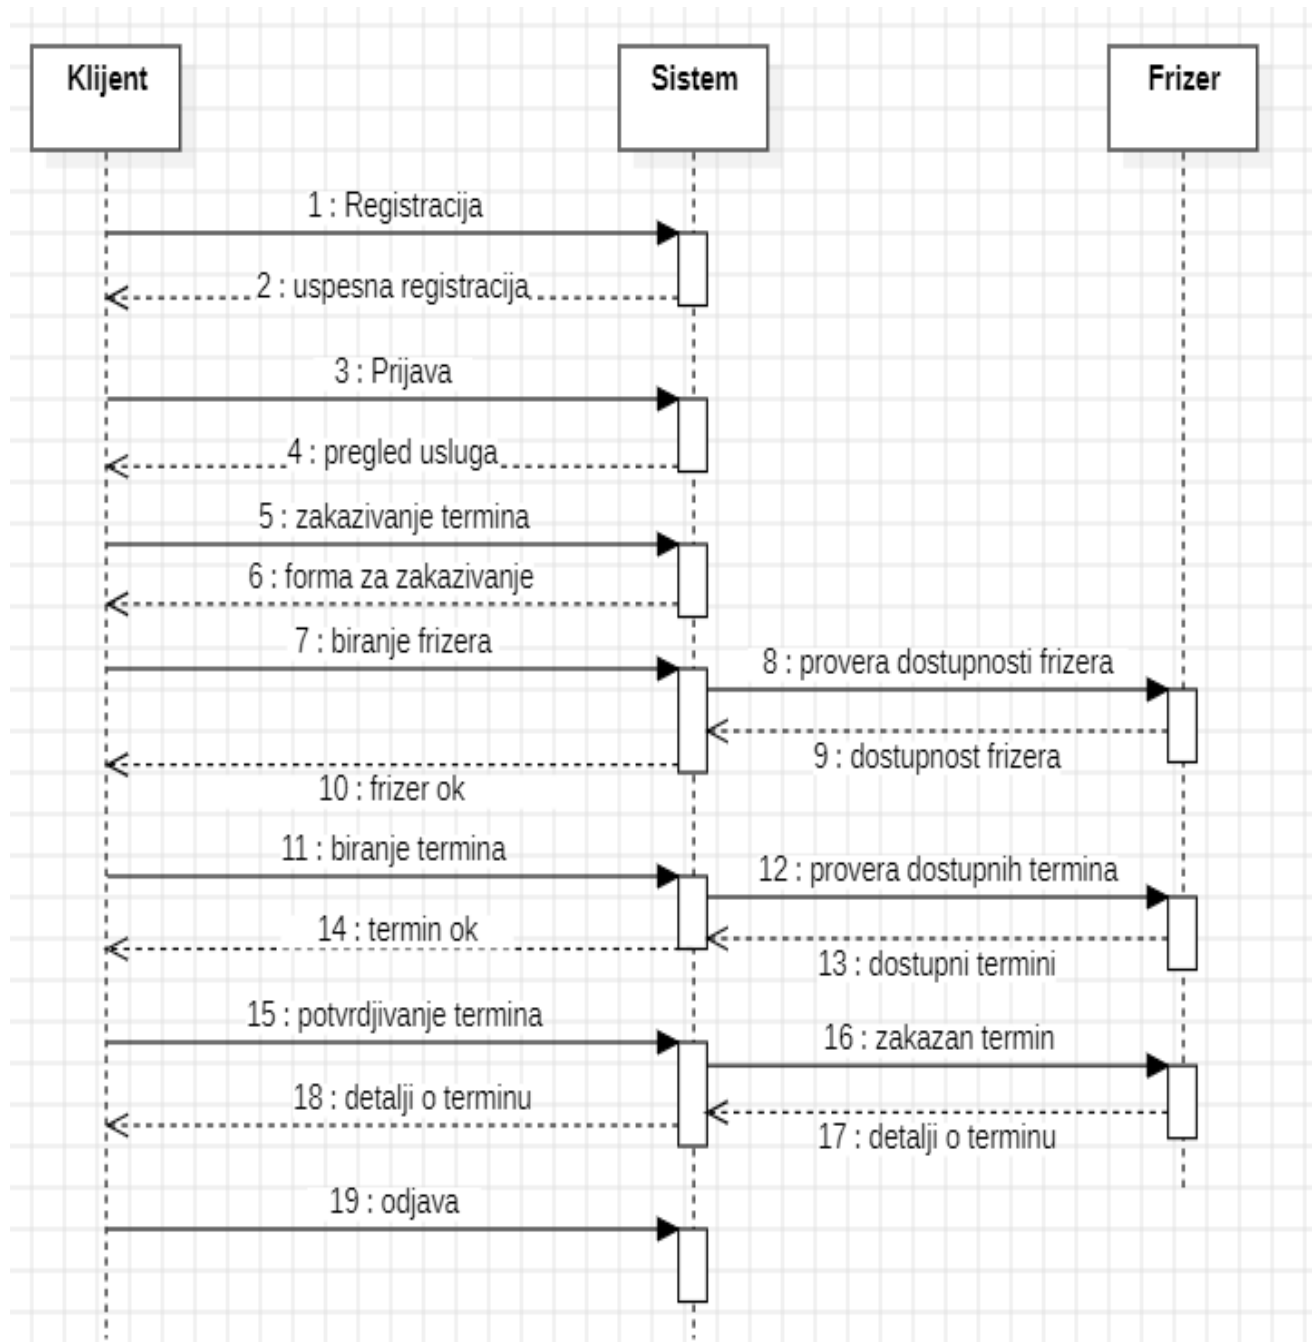 Klijent
Sistem
Frizer
1 : Registracija
2 : uspesna registracija
3 : Prijava
4 : pregled usluga
5 : zakazivanje termina
6 : forma za zakazivanje
7 : biranje frizera
8 : provera dostupnosti frizera
9 : dostupnost frizera
10 : frizer ok
11 : biranje termina
12 : provera dostupnih termina
14 : termin ok
13 : dostupni termini
15 : potvrdjivanje termina
16 : zakazan termin
18 : detalji o terminu
17 : detalji o terminu
19 : odjava